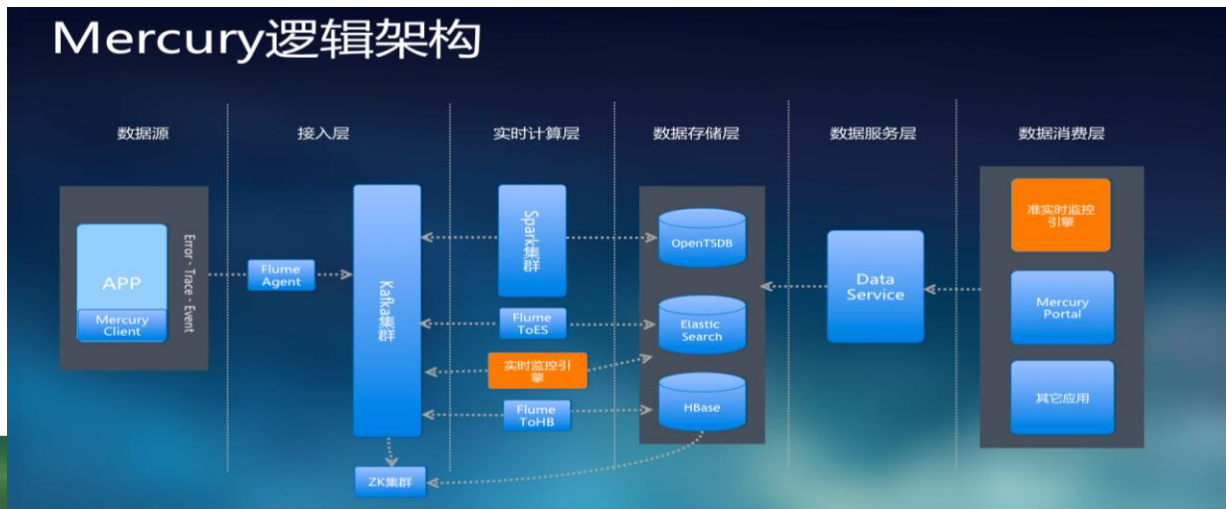 Mercury逻辑架构
数据源
接入层
实时计算层
数据存储层
数据服务层
数据消费层
APP
Mercury
Client
Error、Trace、Event
Flume
Agent
Kafka集群
ZK集群
Spark集群
Flume
ToES
实时监控引
擎
Flume
ToHB
OpenTSDB
Elastic
Search
HBase
Data
Service
准实时监控
引擎
Mercury
Portal
其它应用